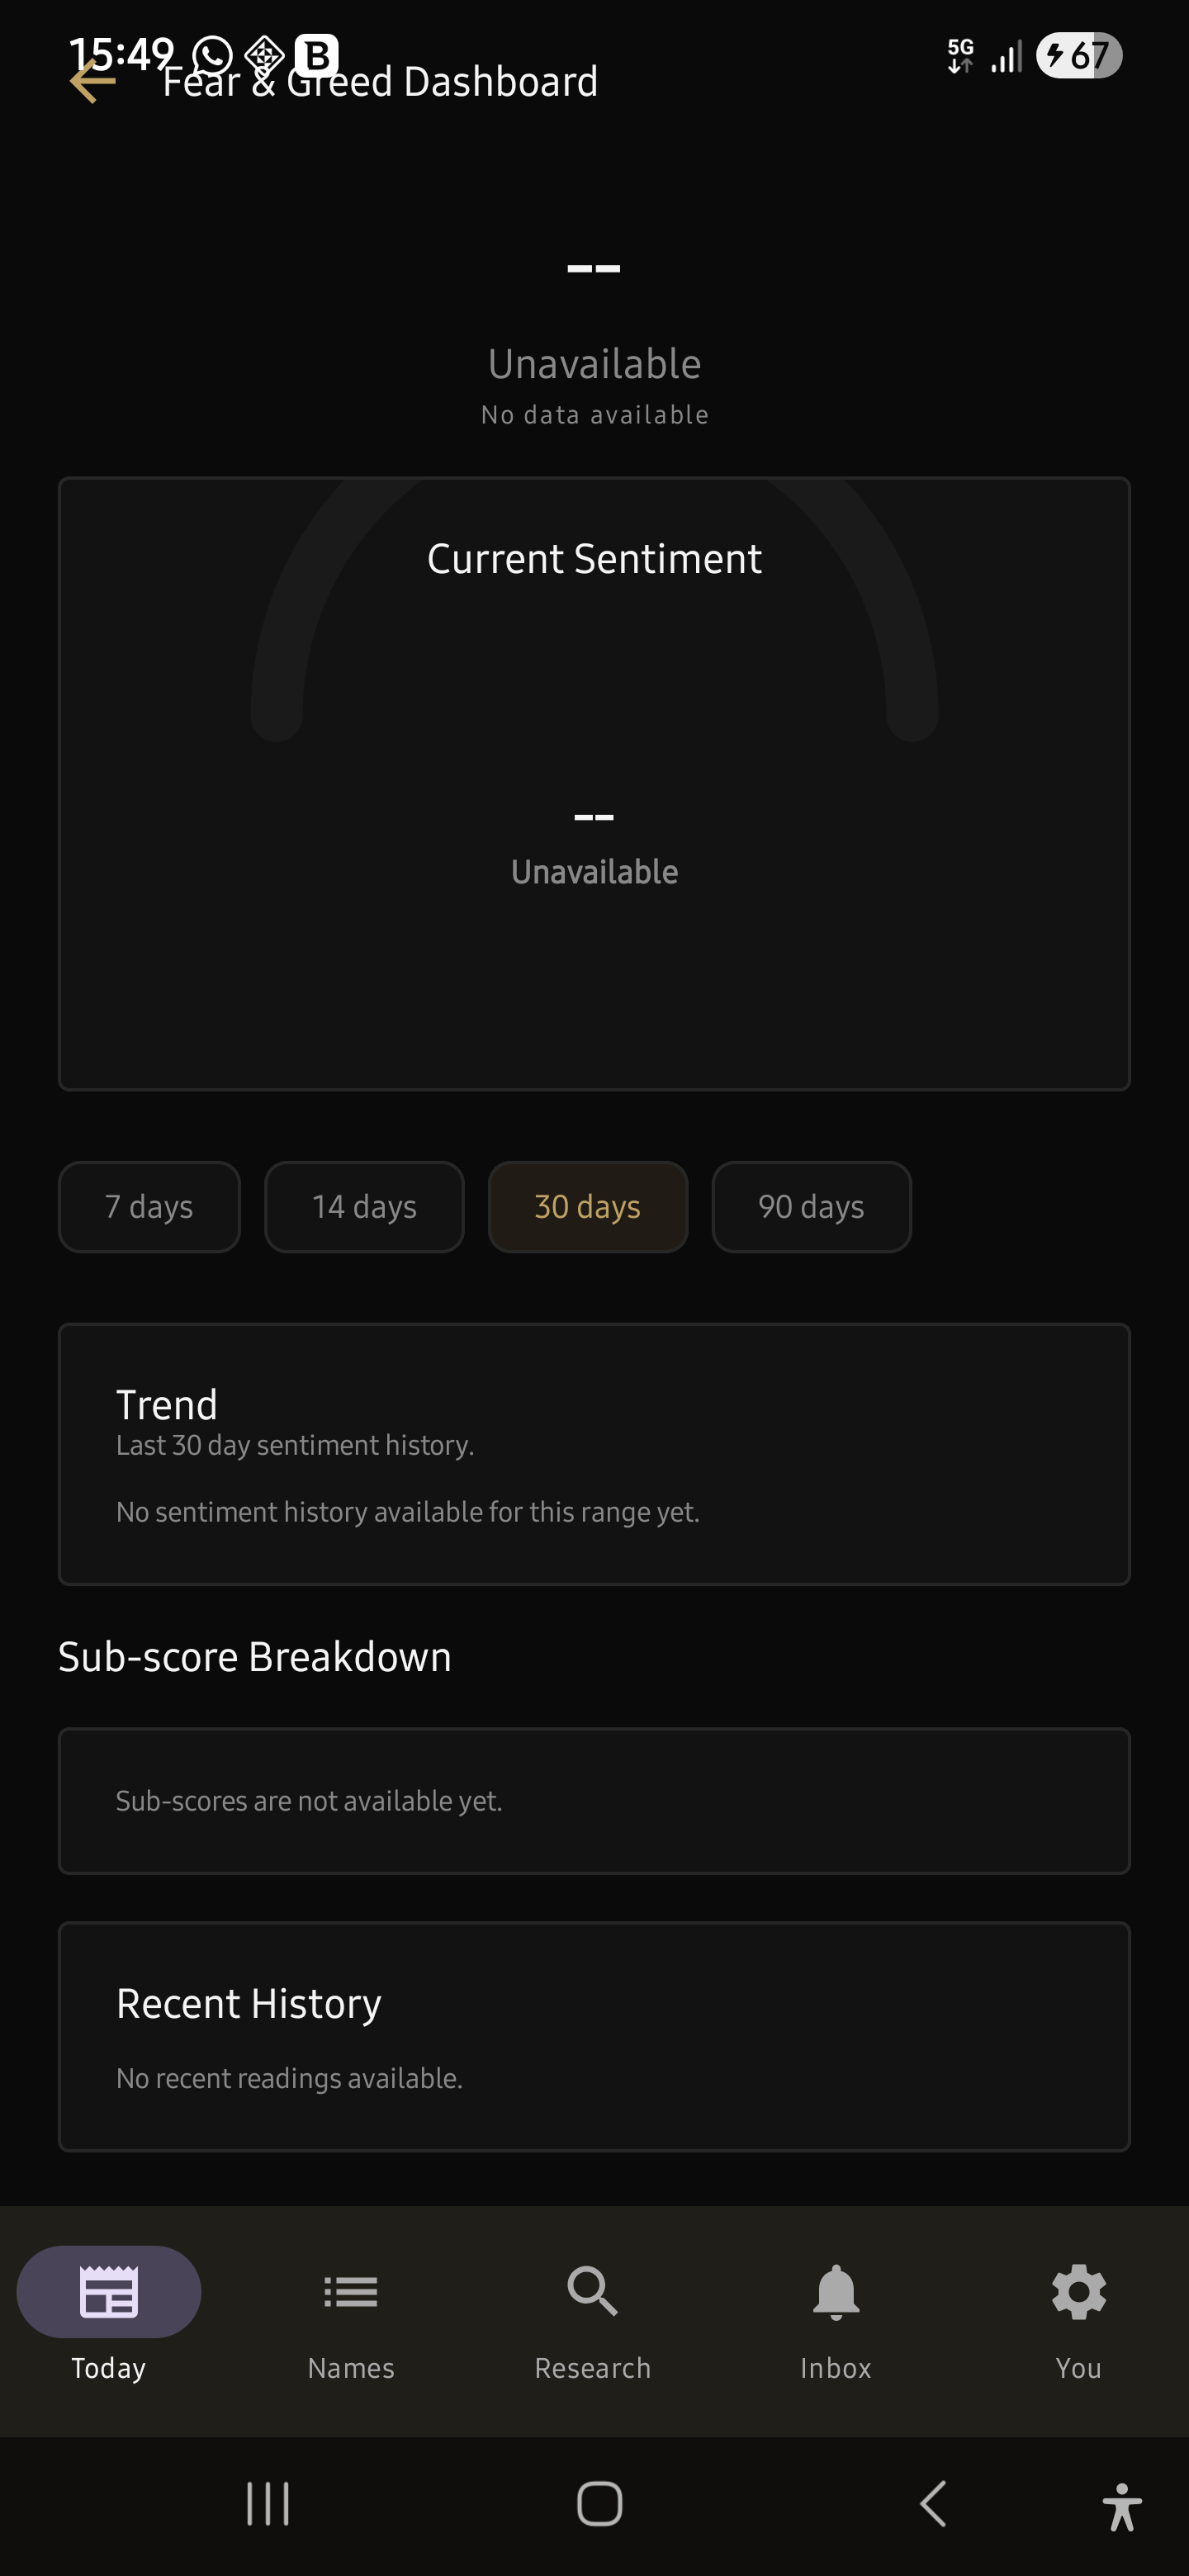 15:49
B
5G
67
Fear & Greed Dashboard
--
Unavailable
No data available
Current Sentiment
--
Unavailable
7 days
14 days
30 days
90 days
Trend
Last 30 day sentiment history.
No sentiment history available for this range yet.
Sub-score Breakdown
Sub-scores are not available yet.
Recent History
No recent readings available.
Today
Names
Research
Inbox
You